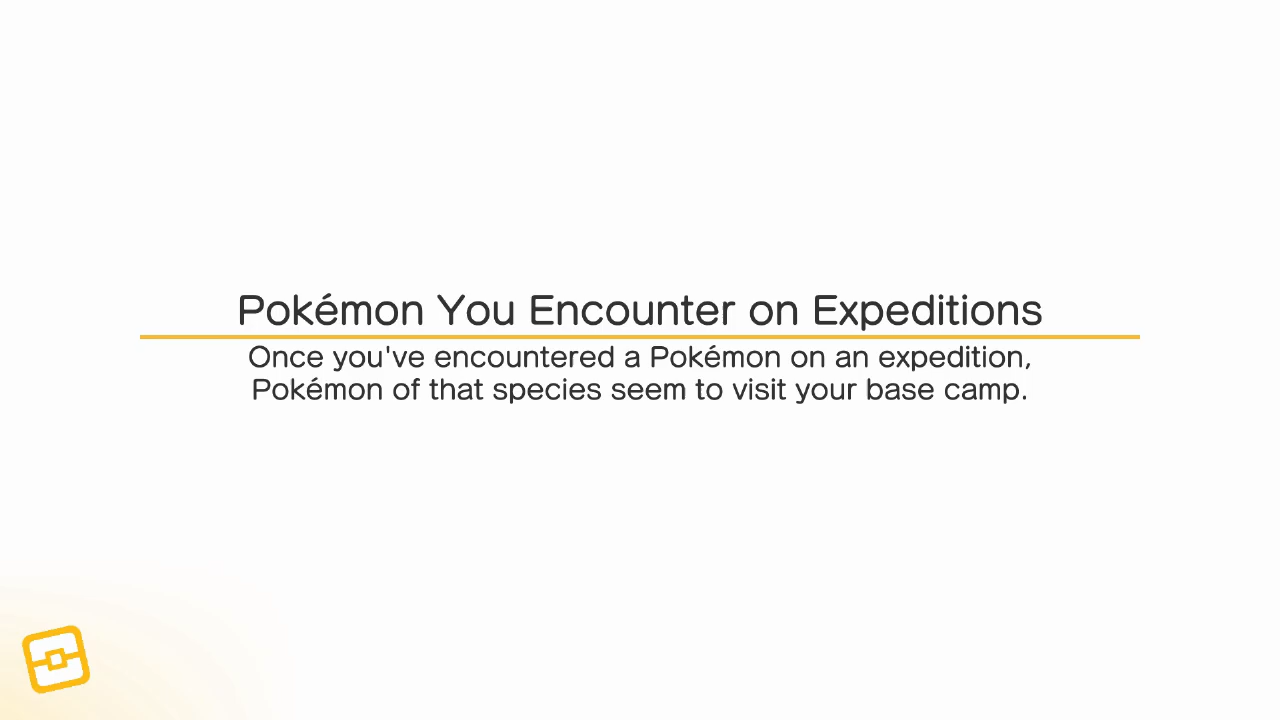 Pokémon You Encounter on Expeditions
Once you've encountered a Pokémon on an expedition,
Pokémon of that species seem to visit your base camp.